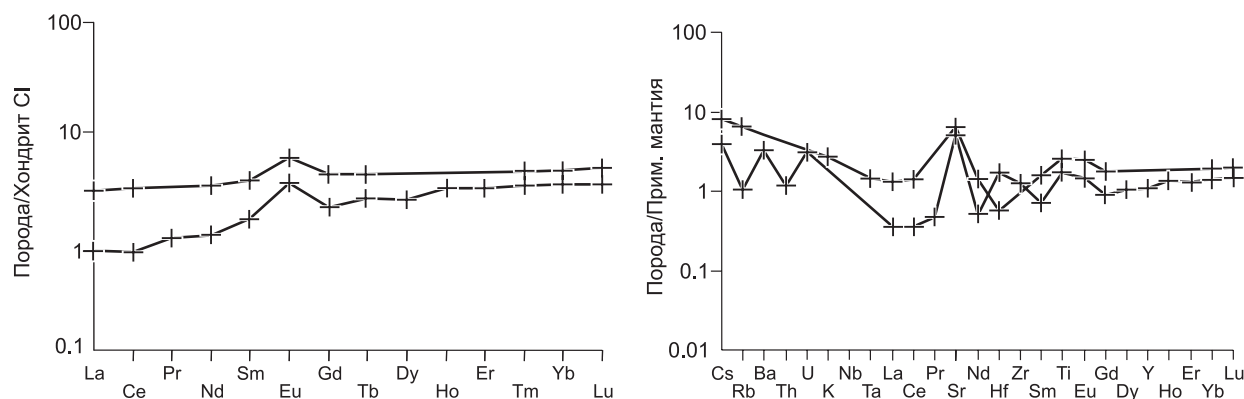 100
10
1
0.1
Порода/Хондрит CI
La Ce Pr Nd Sm Eu Gd Tb Dy Ho Er Tm Yb Lu
100
10
1
0.1
0.01
Порода/Прим. мантия
Cs Rb Ba Th U K Nb Ta La Ce Pr Sr Nd Hf Zr Sm Ti Eu Gd Dy Y Ho Er Yb Lu